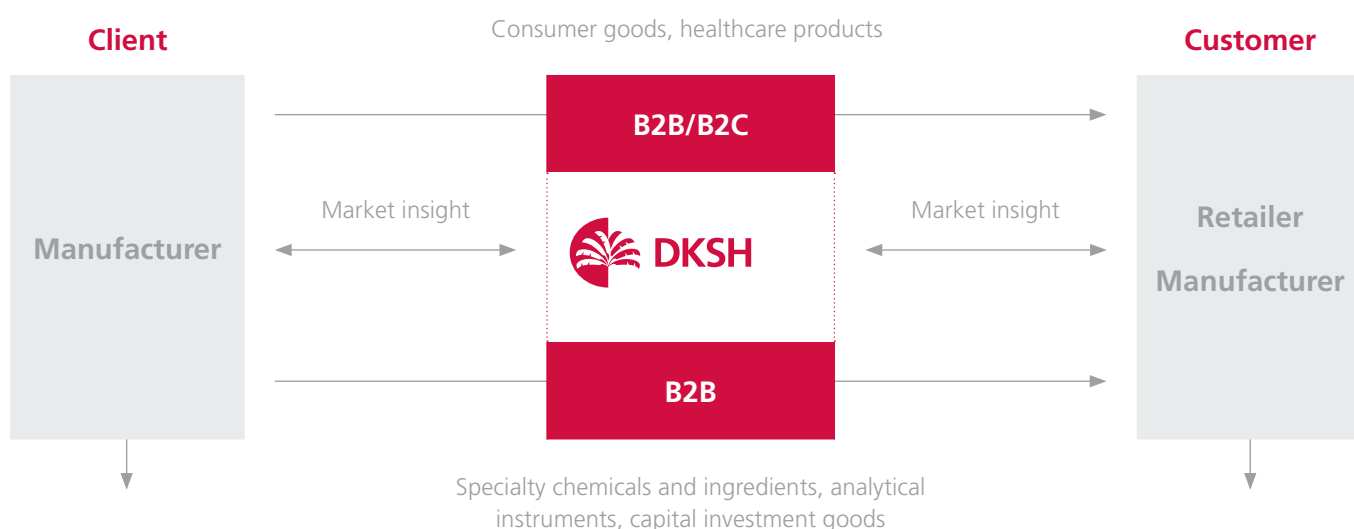 Client
Consumer goods, healthcare products
Customer
B2B/B2C
Manufacturer
Market insight
DKSH
Market insight
Retailer
Manufacturer
B2B
Specialty chemicals and ingredients, analytical
instruments, capital investment goods